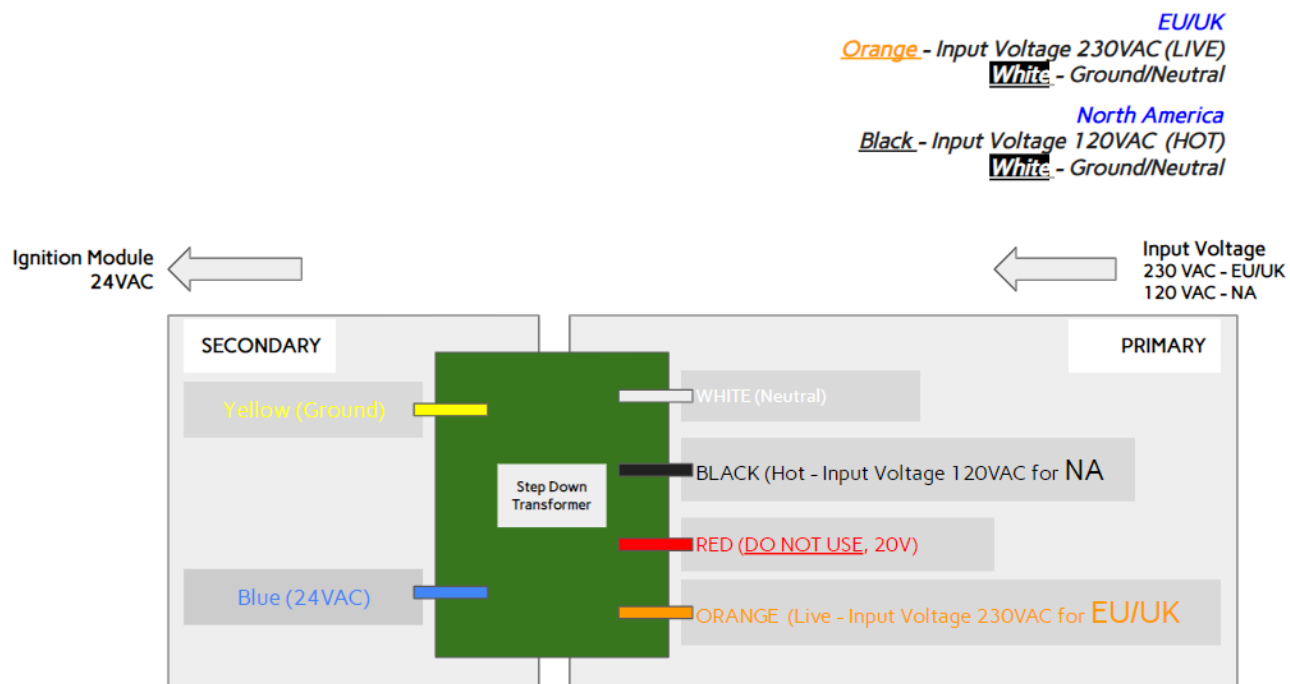 EU/UK
Orange - Input Voltage 230VAC (LIVE)
White - Ground/Neutral
North America
Black - Input Voltage 120VAC (HOT)
White - Ground/Neutral
Ignition Module
24VAC
Input Voltage
230 VAC - EU/UK
120 VAC - NA
SECONDARY
PRIMARY
Yellow (Ground)
WHITE (Neutral)
BLACK (Hot - Input Voltage 120VAC for NA
Step Down
Transformer
RED (DO NOT USE, 20V)
Blue (24VAC)
ORANGE (Live - Input Voltage 230VAC for EU/UK